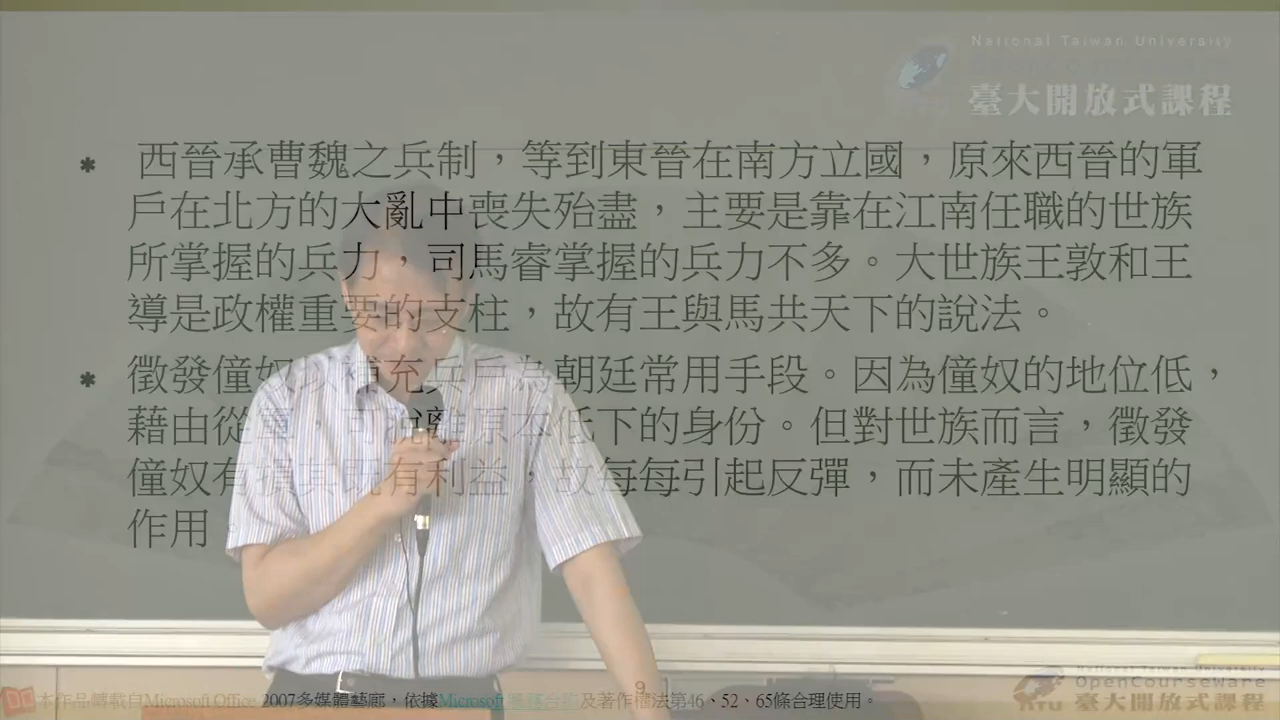 National Taiwan University
臺大開放式課程
＊ 西晉承曹魏之兵制，等到東晉在南方立國，原來西晉的軍
戶在北方的大亂中喪失殆盡，主要是靠在江南任職的世族
所掌握的兵力，司馬睿掌握的兵力不多。大世族王敦和王
導是政權重要的支柱，故有王與馬共天下的說法。
＊ 徵發僮奴以補充兵戶為朝廷常用手段。因為僮奴的地位低，
藉由從軍，可脫離原本低下的身份。但對世族而言，徵發
僮奴有損其既有利益，故每每引起反彈，而未產生明顯的
作用
9
本作品轉載自Microsoft Office 2007多媒體藝廊，依據Microsoft 服務合約及著作權法第46、52、65條合理使用。
National Taiwan University
OpenCourseware
NTU 臺大開放式課程